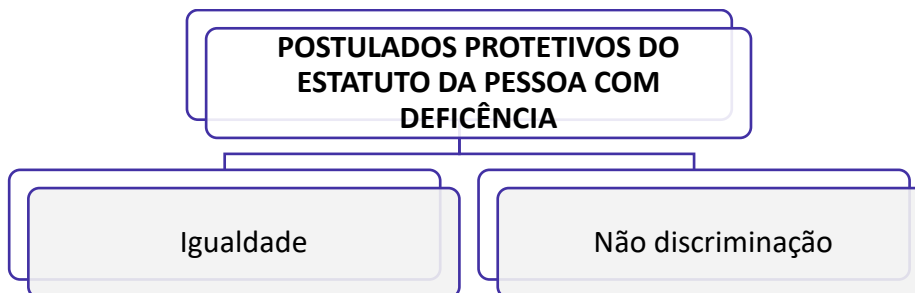 POSTULADOS PROTETIVOS DO
ESTATUTO DA PESSOA COM
DEFICÊNCIA
Igualdade
Não discriminação